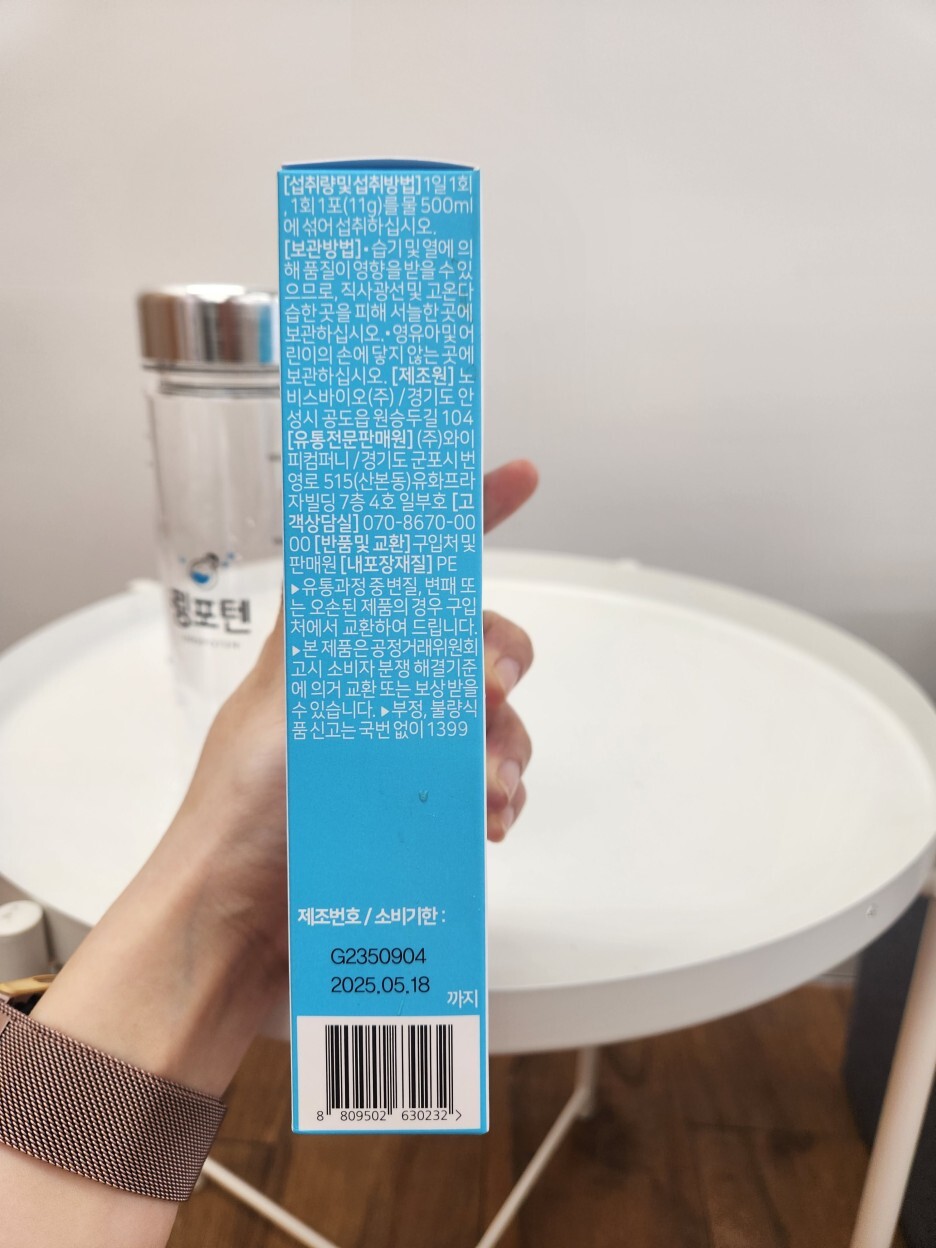 [섭취량및섭취방법]1일1회
, 1회 1포(11g)를 물 500ml
에 섞어 섭취하십시오.
[보관방법]•습기 및 열에 의
해 품질이 영향을 받을 수 있
으므로, 직사광선 및 고온다
습한 곳을 피해 서늘한 곳에
보관하십시오.•영유아및어
린이의 손에 닿지 않는 곳에
보관하십시오. [제조원] 노
비스바이오(주) /경기도 안
성시 공도읍 원승두길 104
[유통전문판매원] (주)와이
피컴퍼니 /경기도 군포시 번
영로 515(산본동)유화프라
자빌딩 7층 4호 일부호 [고
객상담실] 070-8670-00
00 [반품및 교환]구입처 및
판매원 [내포장재질] PE
▶유통과정 중 변질, 변패 또
는 오손된 제품의 경우 구입
처에서 교환하여 드립니다.
▶본 제품은 공정거래위원회
고시 소비자 분쟁 해결기준
에 의거 교환 또는 보상 받을
수 있습니다. ▶부정, 불량식
품 신고는 국번 없이 1399
제조번호 / 소비기한 :
G2350904
2025.05.18
까지
8 809502 630232 >
포텐